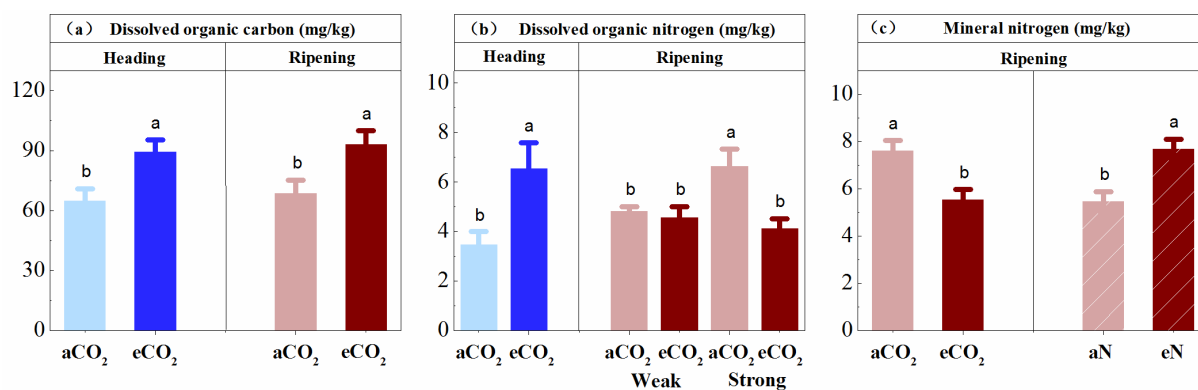 (a) Dissolved organic carbon (mg/kg)
Heading Ripening
120
90
60
30
0
b a b a
aCO₂ eCO₂ aCO₂ eCO₂
(b) Dissolved organic nitrogen (mg/kg)
Heading Ripening
10
8
6
4
2
0
b a b b a b
aCO₂ eCO₂ aCO₂ eCO₂ aCO₂ eCO₂
Weak Strong
(c) Mineral nitrogen (mg/kg)
Ripening
10
8
6
4
2
0
a b b a
aCO₂ eCO₂ aN eN